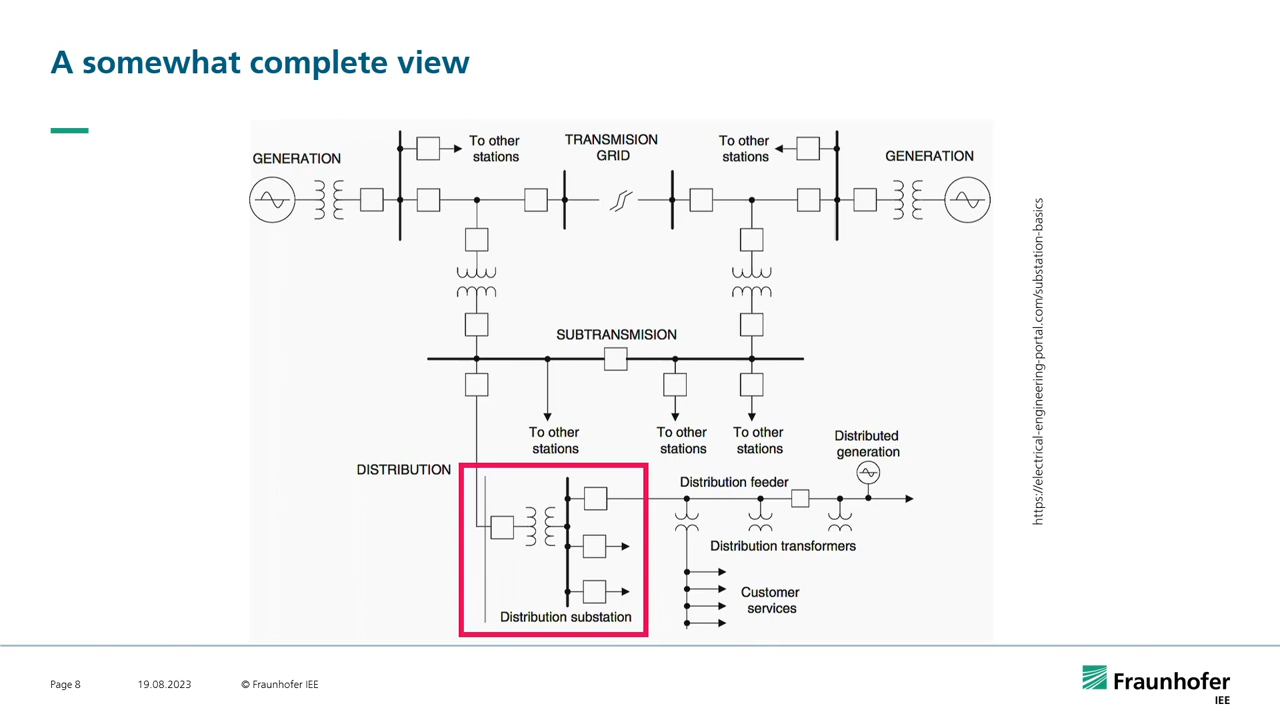 A somewhat complete view
GENERATION
To other
stations
TRANSMISION
GRID
To other
stations
GENERATION
https://electrical-engineering-portal.com/substation-basics
SUBTRANSMISION
To other
stations
To other
stations
To other
stations
Distributed
generation
DISTRIBUTION
Distribution feeder
Distribution transformers
Customer
services
Distribution substation
Page 8
19.08.2023
© Fraunhofer IEE
Fraunhofer
IEE